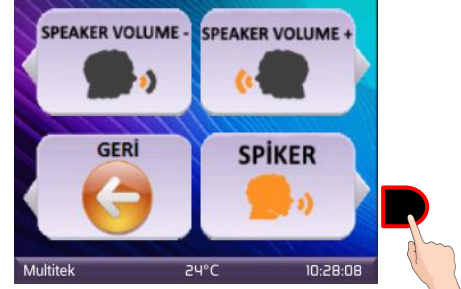 SPEAKER VOLUME - SPEAKER VOLUME +
GERİ SPİKER
Multitek 24°C 10:28:08